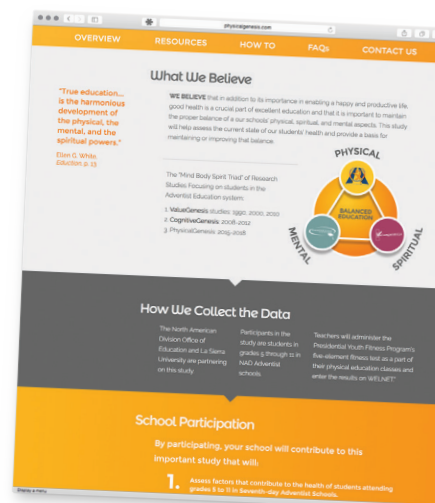 physicalgenesis.com
OVERVIEW
RESOURCES
HOW TO
FAQs
CONTACT US
What We Believe
"True education...
is the harmonious
development of
the physical, the
mental, and the
spiritual powers."
Ellen G. White,
Eduction, p. 13
WE BELIEVE that in addition to its importance in enabling a happy and productive life,
good health is a crucial part of excellent education and that it is important to maintain
the proper balance of a our schools' physical, spiritual, and mental aspects. This study
will help assess the current state of our students' health and provide a basis for
maintaining or improving that balance.
The "Mind Body Spirit Triad" of Research
Studies Focusing on students in the
Adventist Education system:
1. ValueGenesis studies: 1990, 2000, 2010
2. CognitiveGenesis: 2008-2012
3. PhysicalGenesis: 2015-2018
PHYSICAL
BALANCED
EDUCATION
MENTAL
SPIRITUAL
How We Collect the Data
The North American
Division Office of
Education and La Sierra
University are partnering
on this study.
Participants in the
study are students in
grades 5 through 11 in
NAD Adventist
schools.
Teachers will administer the
Presidential Youth Fitness Program's
five-element fitness test as a part of
their physical education classes and
enter the results on WELNET.
School Participation
By participating, your school will contribute to this
important study that will:
1.
Assess factors that contribute to the health of students attending
grades 5 to 11 in Seventh-day Adventist Schools.
Display a menu